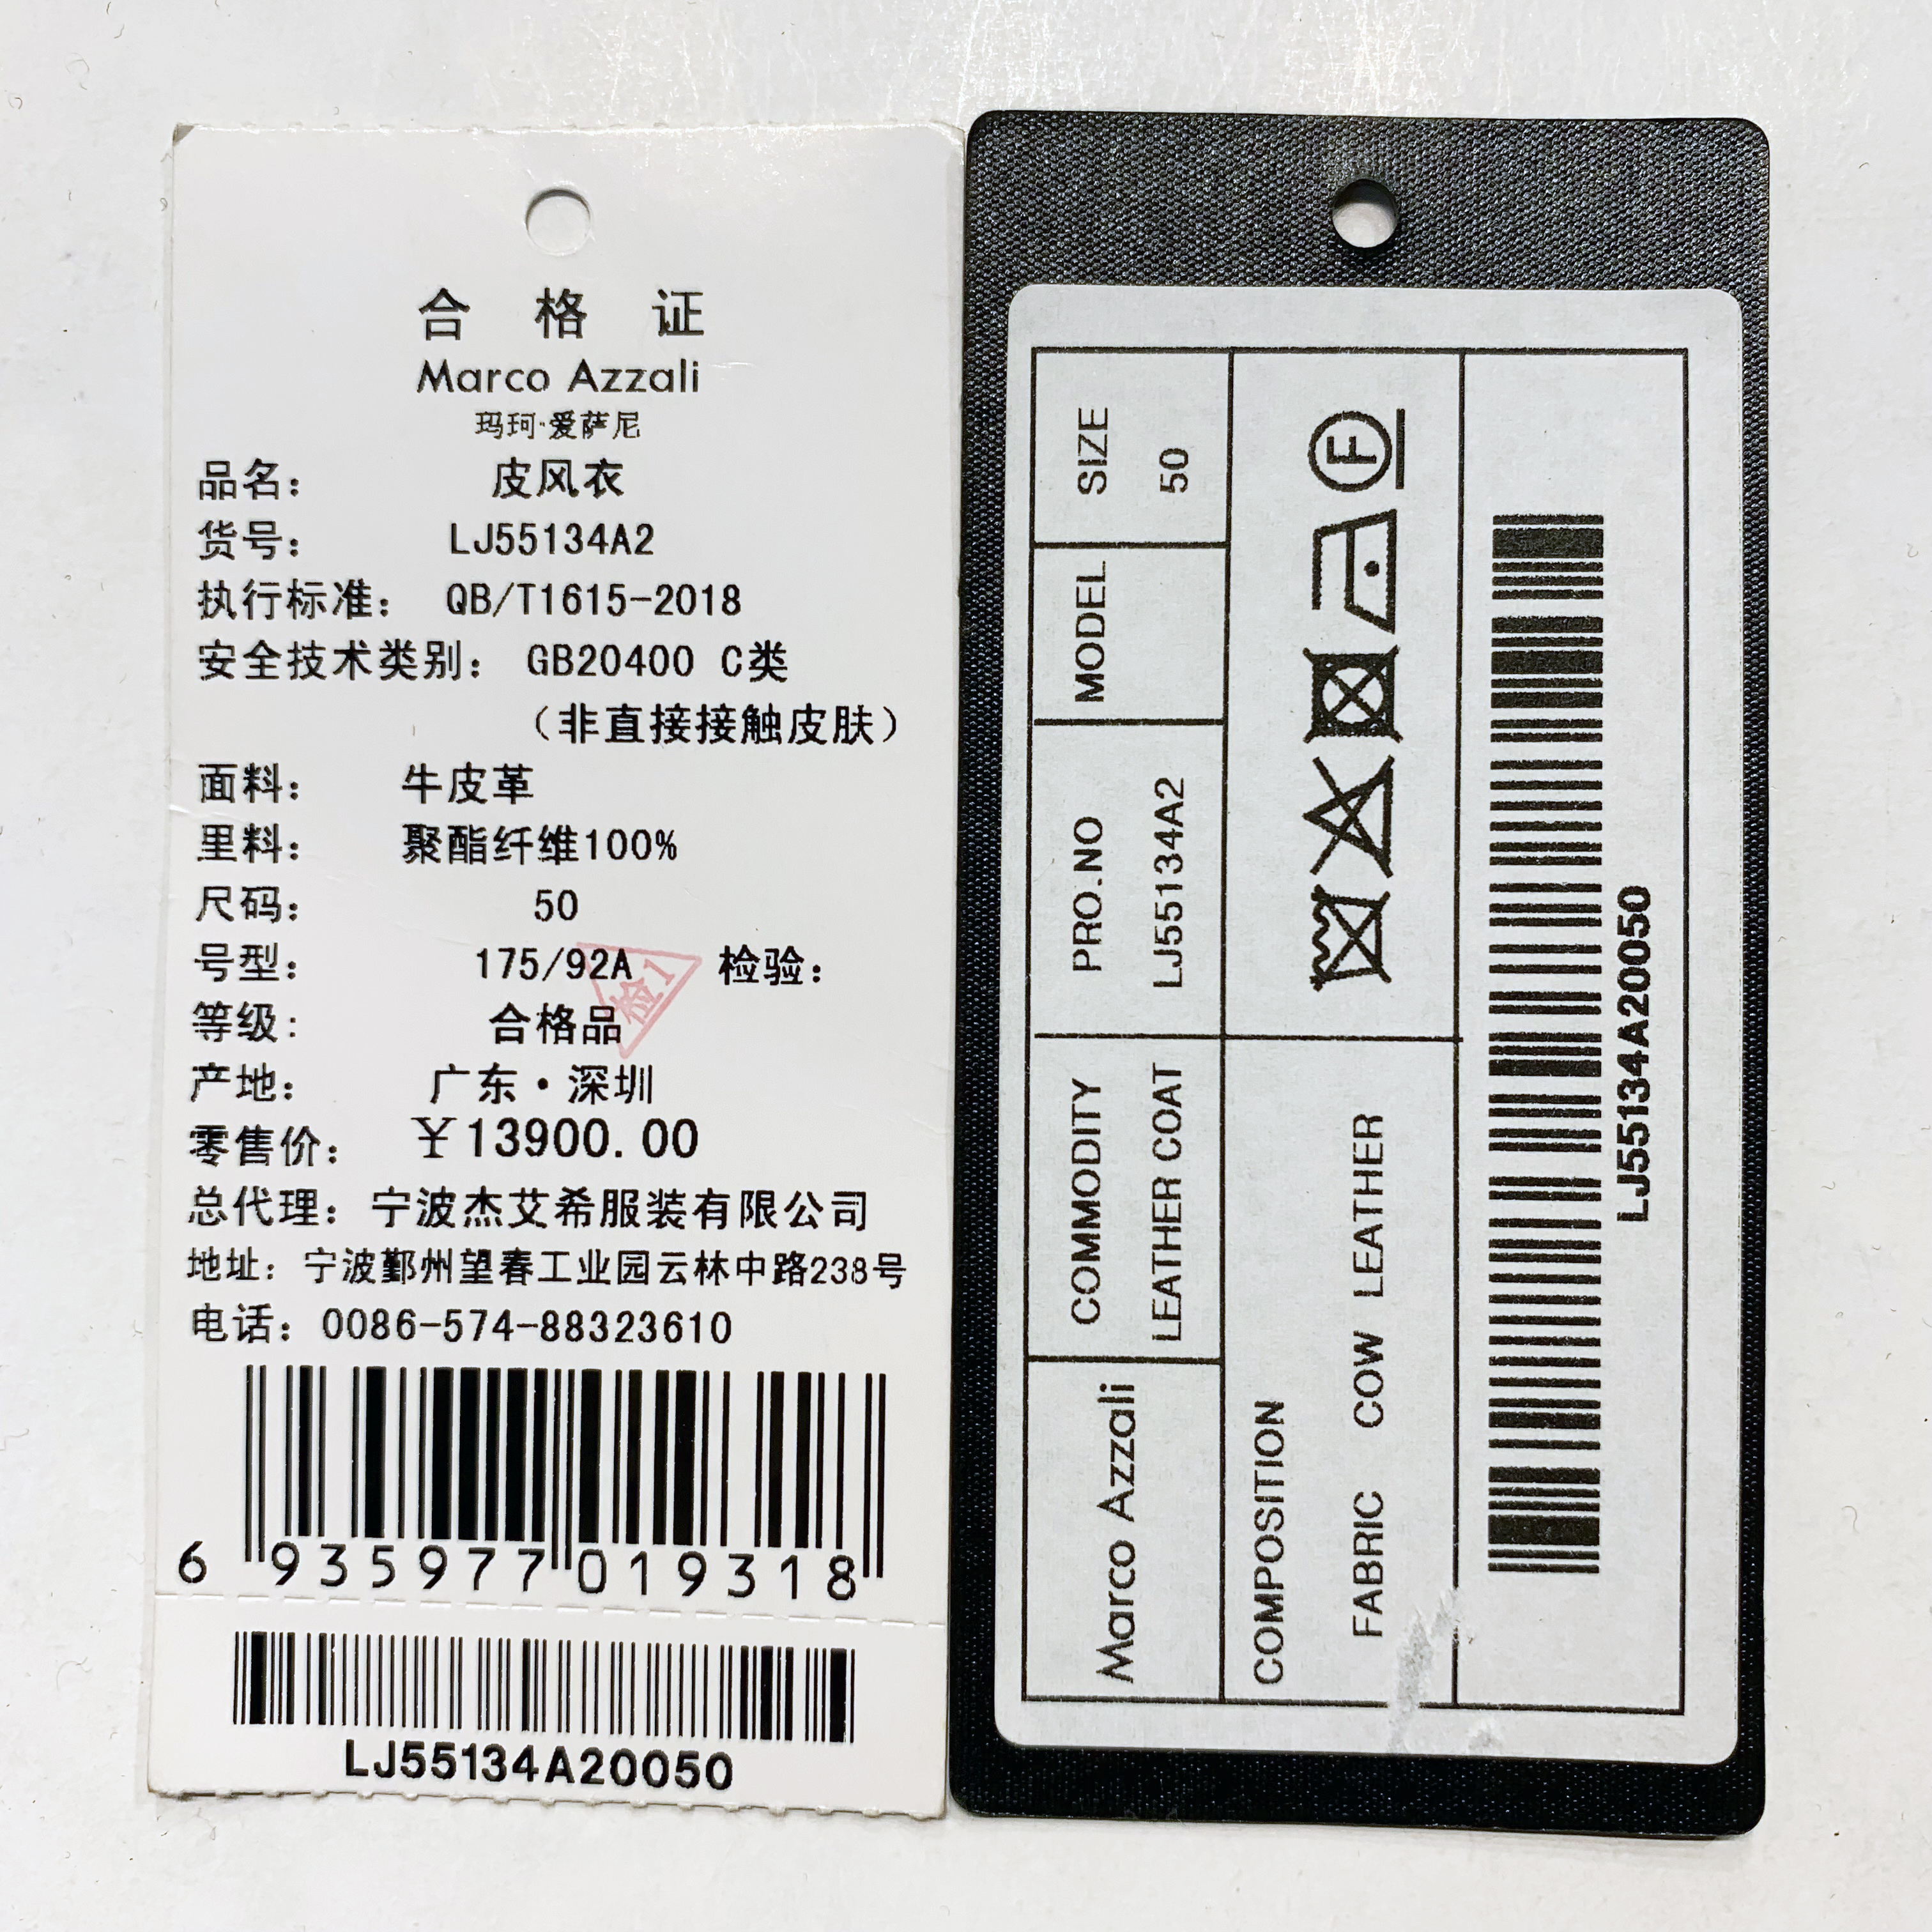 合格证
Marco Azzali
玛珂·爱萨尼
品名： 皮风衣
货号： LJ55134A2
执行标准： QB/T1615-2018
安全技术类别： GB20400 C类
（非直接接触皮肤）
面料： 牛皮革
里料： 聚酯纤维100%
尺码： 50
号型： 175/92A 检验：
检1
等级： 合格品
产地： 广东·深圳
零售价： ￥13900.00
总代理：宁波杰艾希服装有限公司
地址：宁波鄞州望春工业园云林中路238号
电话：0086-574-88323610
6 935977 019318
LJ55134A20050
Marco Azzali
COMMODITY
LEATHER COAT
PRO.NO
LJ55134A2
MODEL
SIZE
50
COMPOSITION
FABRIC COW LEATHER
F
LJ55134A20050